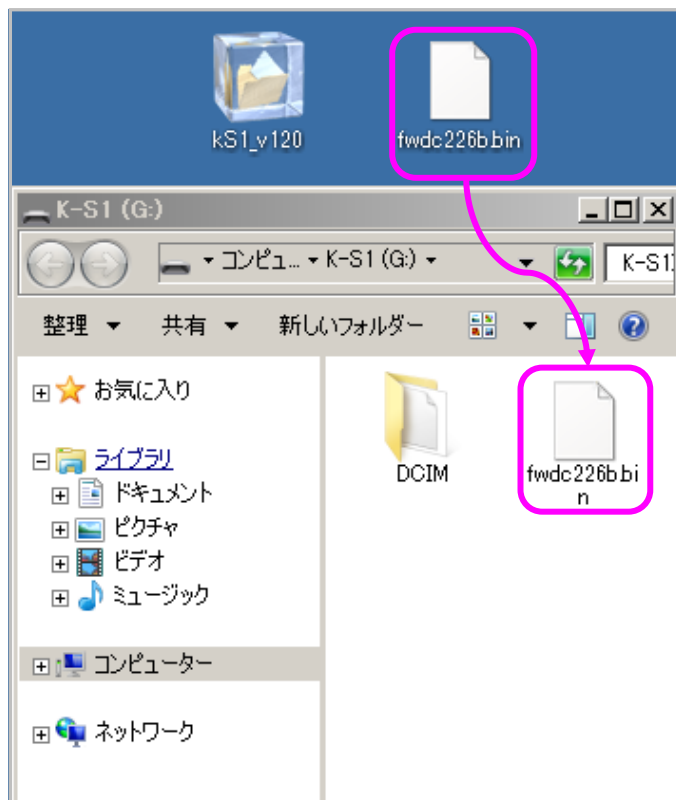 kS1_v120
fwdc226b.bin
K-S1 (G:)
コンピュ... K-S1 (G:) K-S1
整理 共有 新しいフォルダー
お気に入り
ライブラリ
ドキュメント
ピクチャ
ビデオ
ミュージック
コンピューター
ネットワーク
DCIM
fwdc226b.bi
n